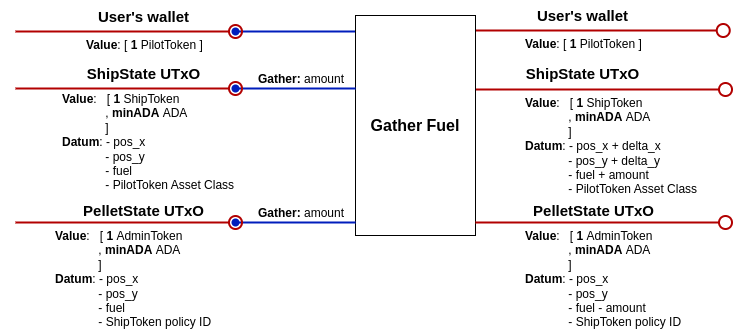 User's wallet
Value: [ 1 PilotToken ]
ShipState UTxO
Gather: amount
Value: [ 1 ShipToken
, minADA ADA
]
Datum: - pos_x
- pos_y
- fuel
- PilotToken Asset Class
PelletState UTxO
Gather: amount
Value: [ 1 AdminToken
, minADA ADA
]
Datum: - pos_x
- pos_y
- fuel
- ShipToken policy ID
Gather Fuel
User's wallet
Value: [ 1 PilotToken ]
ShipState UTxO
Value: [ 1 ShipToken
, minADA ADA
]
Datum: - pos_x + delta_x
- pos_y + delta_y
- fuel + amount
- PilotToken Asset Class
PelletState UTxO
Value: [ 1 AdminToken
, minADA ADA
]
Datum: - pos_x
- pos_y
- fuel - amount
- ShipToken policy ID